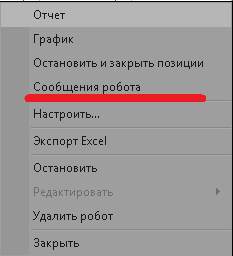 Отчет
График
Остановить и закрыть позиции
Сообщения робота
Настроить...
Экспорт Excel
Остановить
Редактировать
Удалить робот
Закрыть